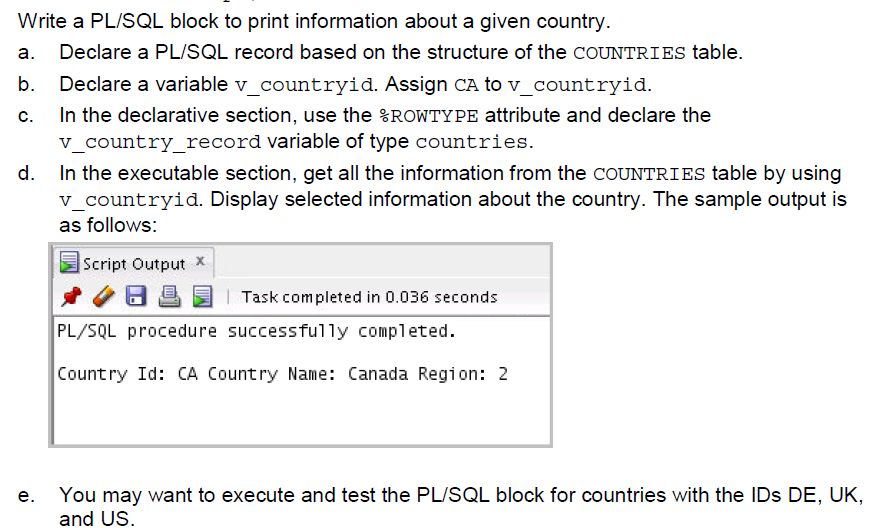 Write a PL/SQL block to print information about a given country.
a. Declare a PL/SQL record based on the structure of the COUNTRIES table.
b. Declare a variable v_countryid. Assign CA to v_countryid.
c. In the declarative section, use the %ROWTYPE attribute and declare the
v_country_record variable of type countries.
d. In the executable section, get all the information from the COUNTRIES table by using
v_countryid. Display selected information about the country. The sample output is
as follows:
Script Output x
| Task completed in 0.036 seconds
PL/SQL procedure successfully completed.
Country Id: CA Country Name: Canada Region: 2
e. You may want to execute and test the PL/SQL block for countries with the IDs DE, UK,
and US.